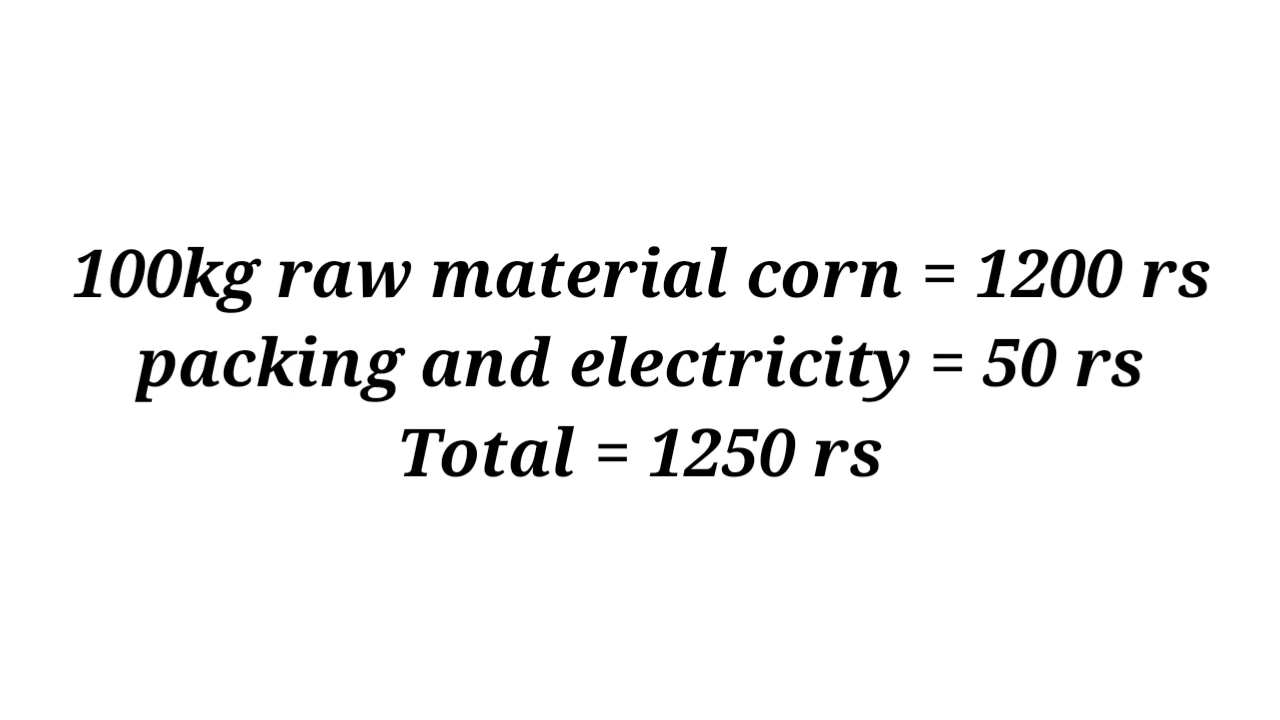 100kg raw material corn = 1200 rs
packing and electricity = 50 rs
Total = 1250 rs